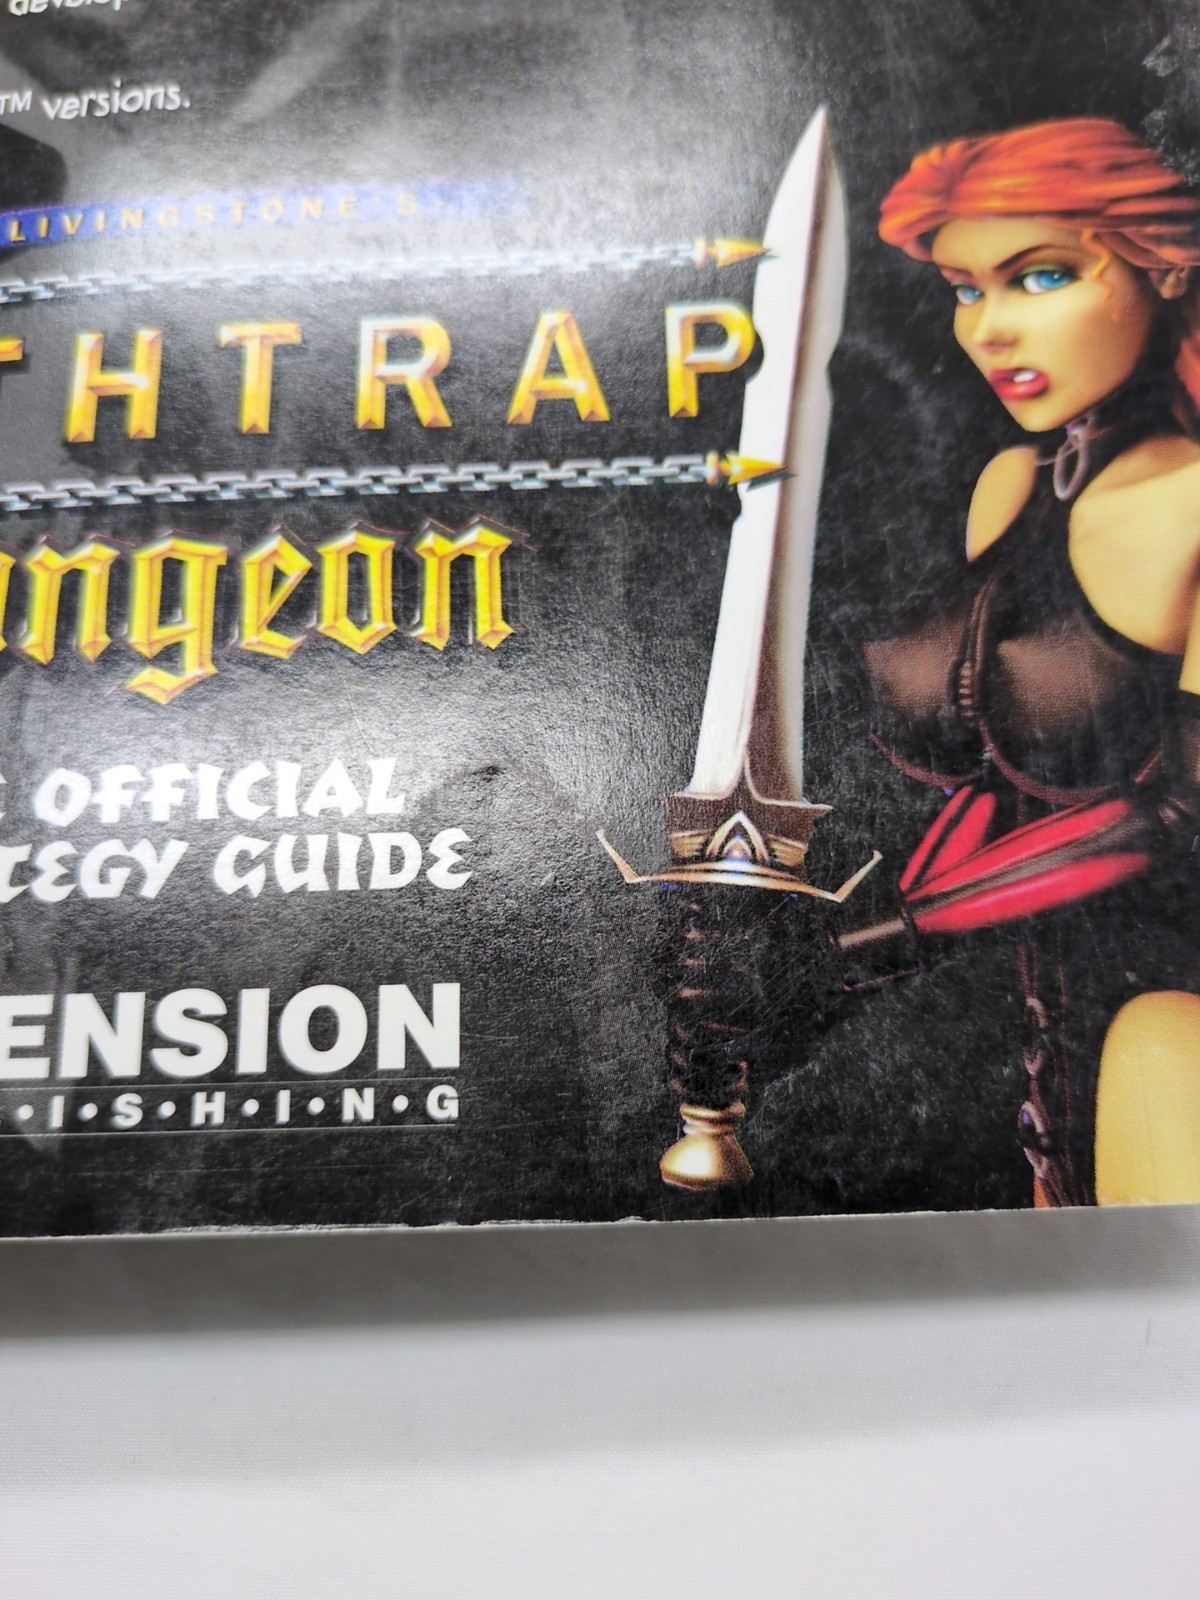 ™ versions.
LIVINGSTONE'S
THTRAP
ngeon
OFFICIAL
TEGY GUIDE
ENSION
I•S•H•I•N•G